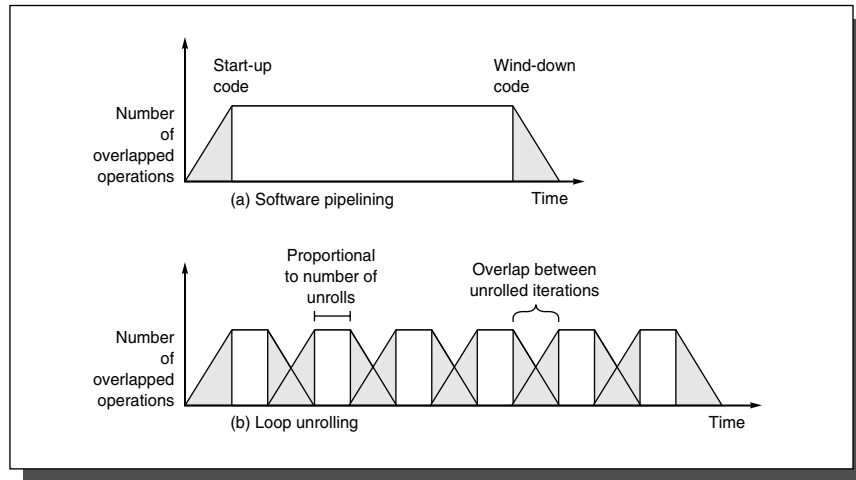 Start-up
code
Wind-down
code
Number
of
overlapped
operations
(a) Software pipelining
Time
Proportional
to number of
unrolls
Overlap between
unrolled iterations
Number
of
overlapped
operations
(b) Loop unrolling
Time